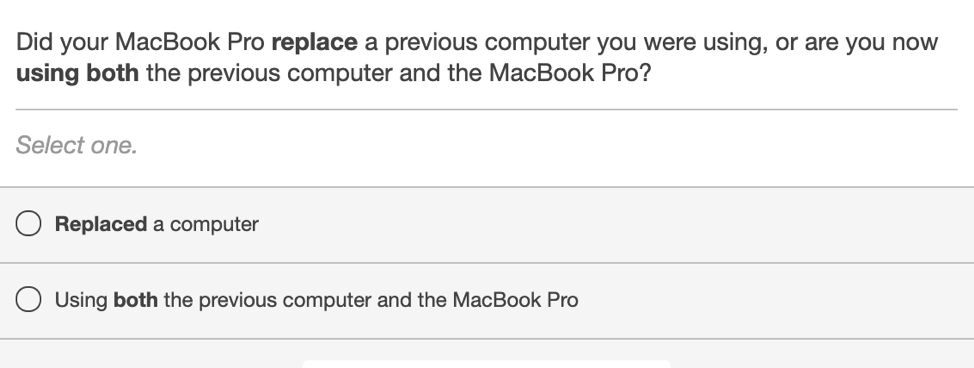 Did your MacBook Pro replace a previous computer you were using, or are you now
using both the previous computer and the MacBook Pro?
Select one.
Replaced a computer
Using both the previous computer and the MacBook Pro